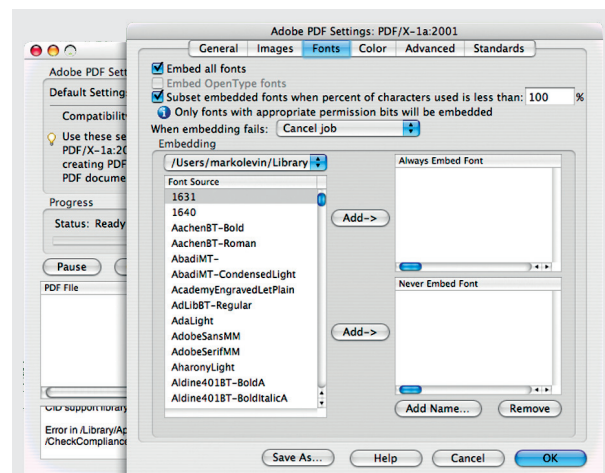 Adobe PDF Settings: PDF/X-1a:2001
General Images Fonts Color Advanced Standards
Embed all fonts
Embed OpenType fonts
Subset embedded fonts when percent of characters used is less than: 100 %
Only fonts with appropriate permission bits will be embedded
When embedding fails: Cancel job
Embedding
/Users/markolevin/Library
Font Source
1631
1640
AachenBT-Bold
AachenBT-Roman
AbadiMT-
AbadiMT-CondensedLight
AcademyEngravedLetPlain
AdLibBT-Regular
AdaLight
AdobeSansMM
AdobeSerifMM
AharonyLight
Aldine401BT-BoldA
Aldine401BT-BoldItalicA
Add->
Add->
Always Embed Font
Never Embed Font
Add Name... Remove
Save As... Help Cancel OK
Adobe PDF Sett
Default Setting
Compatibilit
Use these se
PDF/X-1a:20
creating PDF
PDF docume
Progress
Status: Ready
Pause
PDF File
CID support library
Error in /Library/Ap
/CheckCompliance